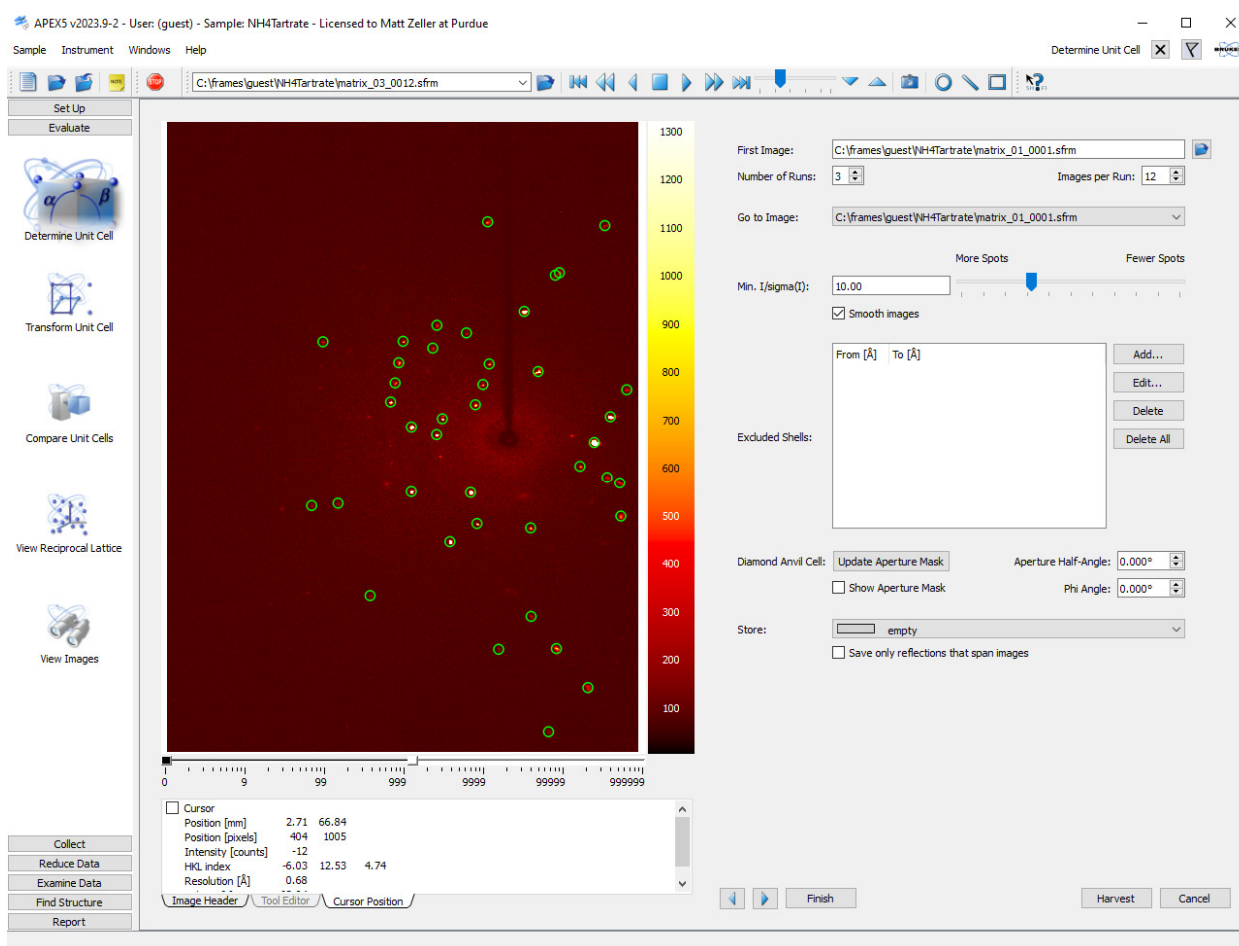 APEX5 v2023.9-2 - User: (guest) - Sample: NH4Tartrate - Licensed to Matt Zeller at Purdue
Sample Instrument Windows Help
Determine Unit Cell
BRUKER
NOTE
STOP
C:\frames\guest\NH4Tartrate\matrix_03_0012.sfrm
Set Up
Evaluate
α β
Determine Unit Cell
Transform Unit Cell
Compare Unit Cells
View Reciprocal Lattice
View Images
Collect
Reduce Data
Examine Data
Find Structure
Report
1300
1200
1100
1000
900
800
700
600
500
400
300
200
100
0 9 99 999 9999 99999 999999
Cursor
Position [mm] 2.71 66.84
Position [pixels] 404 1005
Intensity [counts] -12
HKL index -6.03 12.53 4.74
Resolution [Å] 0.68
Image Header Tool Editor Cursor Position
First Image: C:\frames\guest\NH4Tartrate\matrix_01_0001.sfrm
Number of Runs: 3 Images per Run: 12
Go to Image: C:\frames\guest\NH4Tartrate\matrix_01_0001.sfrm
More Spots Fewer Spots
Min. I/sigma(I): 10.00
Smooth images
From [Å] To [Å]
Add...
Edit...
Delete
Delete All
Excluded Shells:
Diamond Anvil Cell: Update Aperture Mask Aperture Half-Angle: 0.000°
Show Aperture Mask Phi Angle: 0.000°
Store: empty
Save only reflections that span images
Finish Harvest Cancel